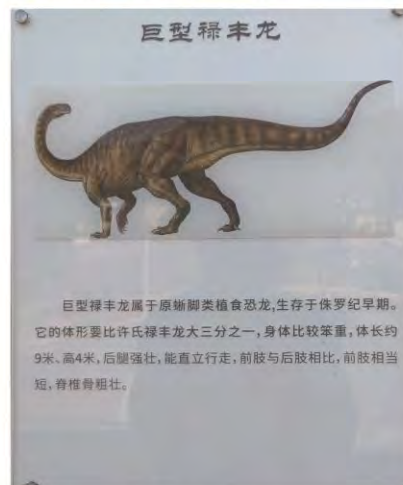 巨型禄丰龙
巨型禄丰龙属于原蜥脚类植食恐龙,生存于侏罗纪早期。
它的体形要比许氏禄丰龙大三分之一,身体比较笨重,体长约
9米、高4米,后腿强壮,能直立行走,前肢与后肢相比,前肢相当
短,脊椎骨粗壮。